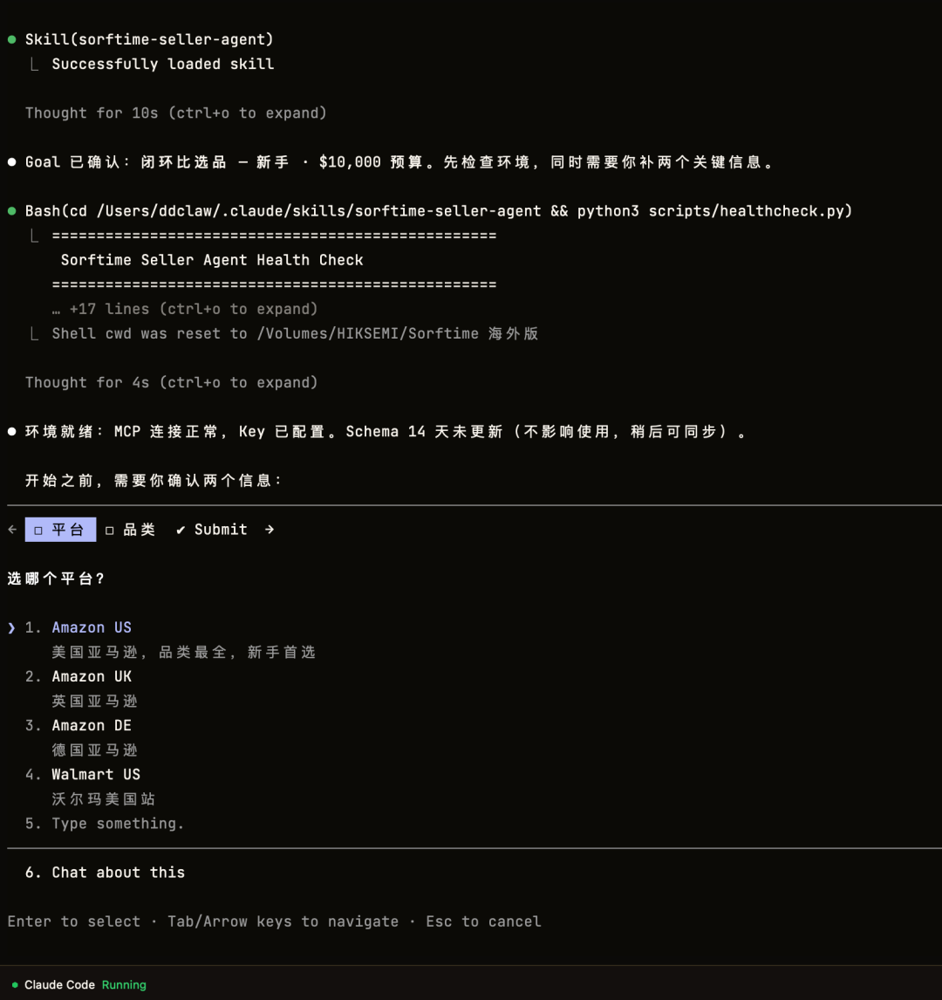 ● Skill(sorftime-seller-agent)
⎿ Successfully loaded skill
Thought for 10s (ctrl+o to expand)
● Goal 已确认: 闭环比选品 — 新手 · $10,000 预算。先检查环境, 同时需要你补两个关键信息。
● Bash(cd /Users/ddclaw/.claude/skills/sorftime-seller-agent && python3 scripts/healthcheck.py)
⎿ ==================================================
Sorftime Seller Agent Health Check
==================================================
… +17 lines (ctrl+o to expand)
⎿ Shell cwd was reset to /Volumes/HIKSEMI/Sorftime 海外版
Thought for 4s (ctrl+o to expand)
● 环境就绪: MCP 连接正常, Key 已配置。Schema 14 天未更新 (不影响使用, 稍后可同步) 。
开始之前, 需要你确认两个信息:
← □ 平台 □ 品类 ✔ Submit →
选哪个平台?
❯ 1. Amazon US
美国亚马逊, 品类最全, 新手首选
2. Amazon UK
英国亚马逊
3. Amazon DE
德国亚马逊
4. Walmart US
沃尔玛美国站
5. Type something.
6. Chat about this
Enter to select · Tab/Arrow keys to navigate · Esc to cancel
● Claude Code Running